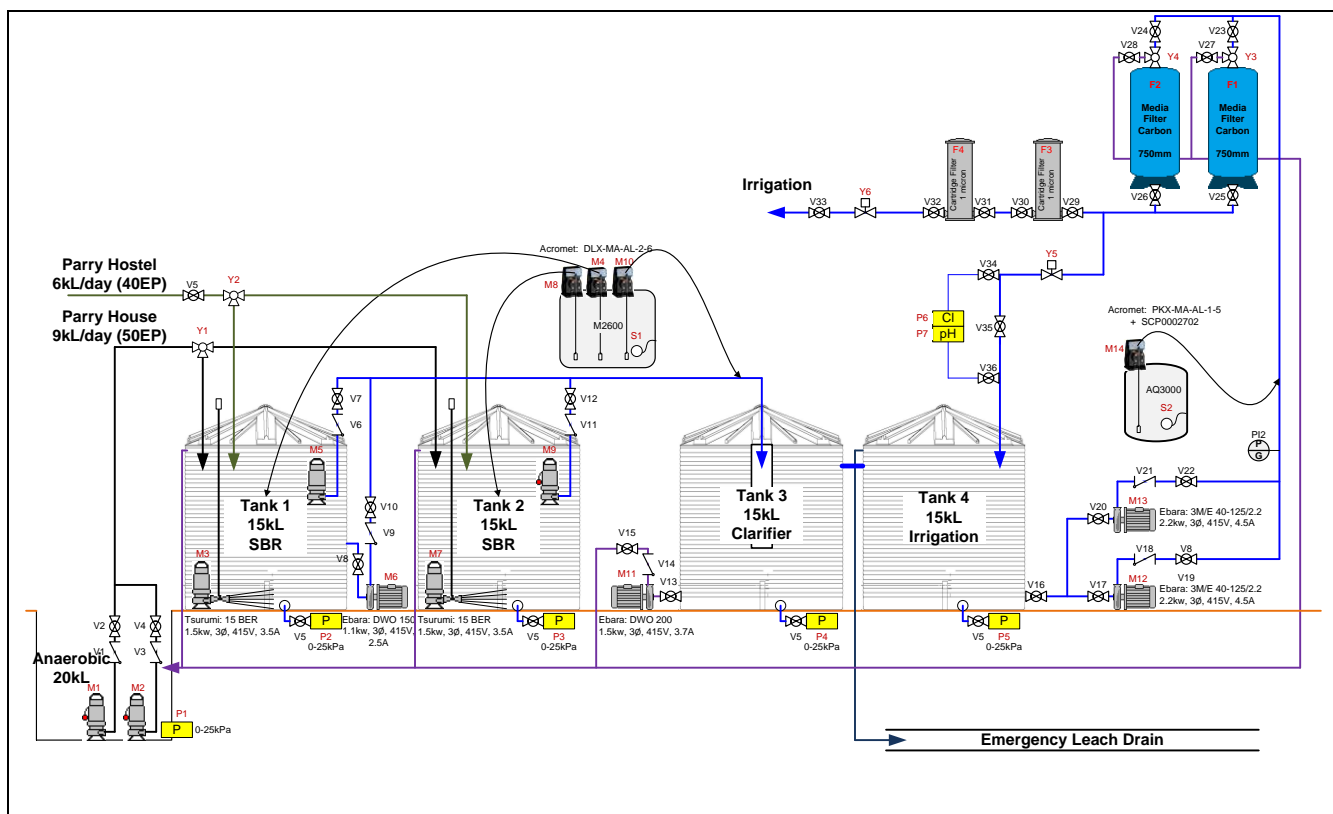 V24
V23
V28
Y4
V27
Y3
F2
Media
Filter
Carbon
750mm
F1
Media
Filter
Carbon
750mm
V26
V25
F4
Cartridge Filter
1 micron
F3
Cartridge Filter
1 micron
Irrigation
Y6
V33
V32
V31
V30
V29
Acromet: DLX-MA-AL-2-6
M4
M10
M8
M2600
S1
V34
Y5
P6
Cl
P7
pH
V35
V36
Acromet: PKX-MA-AL-1-5
+ SCP0002702
M14
AQ3000
S2
Parry Hostel
6kL/day (40EP)
V5
Y2
Parry House
9kL/day (50EP)
Y1
V7
V6
V12
V11
M5
M9
V10
V9
V8
Tank 1
15kL
SBR
Tank 2
15kL
SBR
Tank 3
15kL
Clarifier
Tank 4
15kL
Irrigation
PI2
P
G
V21
V22
M13
V20
Ebara: 3M/E 40-125/2.2
2.2kw, 3Ø, 415V, 4.5A
V18
V8
M3
M6
M7
V15
V14
M11
V13
V16
V17
M12
V19
Ebara: 3M/E 40-125/2.2
2.2kw, 3Ø, 415V, 4.5A
Tsurumi: 15 BER
1.5kw, 3Ø, 415V, 3.5A
V5
P
P2
0-25kPa
Ebara: DWO 150
1.1kw, 3Ø, 415V,
2.5A
Tsurumi: 15 BER
1.5kw, 3Ø, 415V, 3.5A
V5
P
P3
0-25kPa
Ebara: DWO 200
1.5kw, 3Ø, 415V, 3.7A
V5
P
P4
0-25kPa
V5
P
P5
0-25kPa
V2
V4
V1
V3
Anaerobic
20kL
M1
M2
P1
P
0-25kPa
Emergency Leach Drain